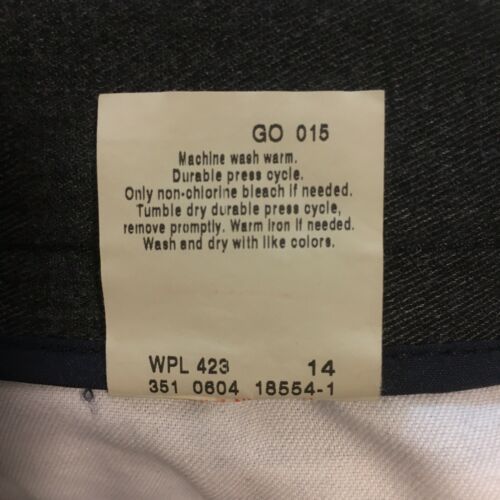 GO 015
Machine wash warm.
Durable press cycle.
Only non-chlorine bleach if needed.
Tumble dry durable press cycle,
remove promptly. Warm iron if needed.
Wash and dry with like colors.
WPL 423 14
351 0604 18554-1